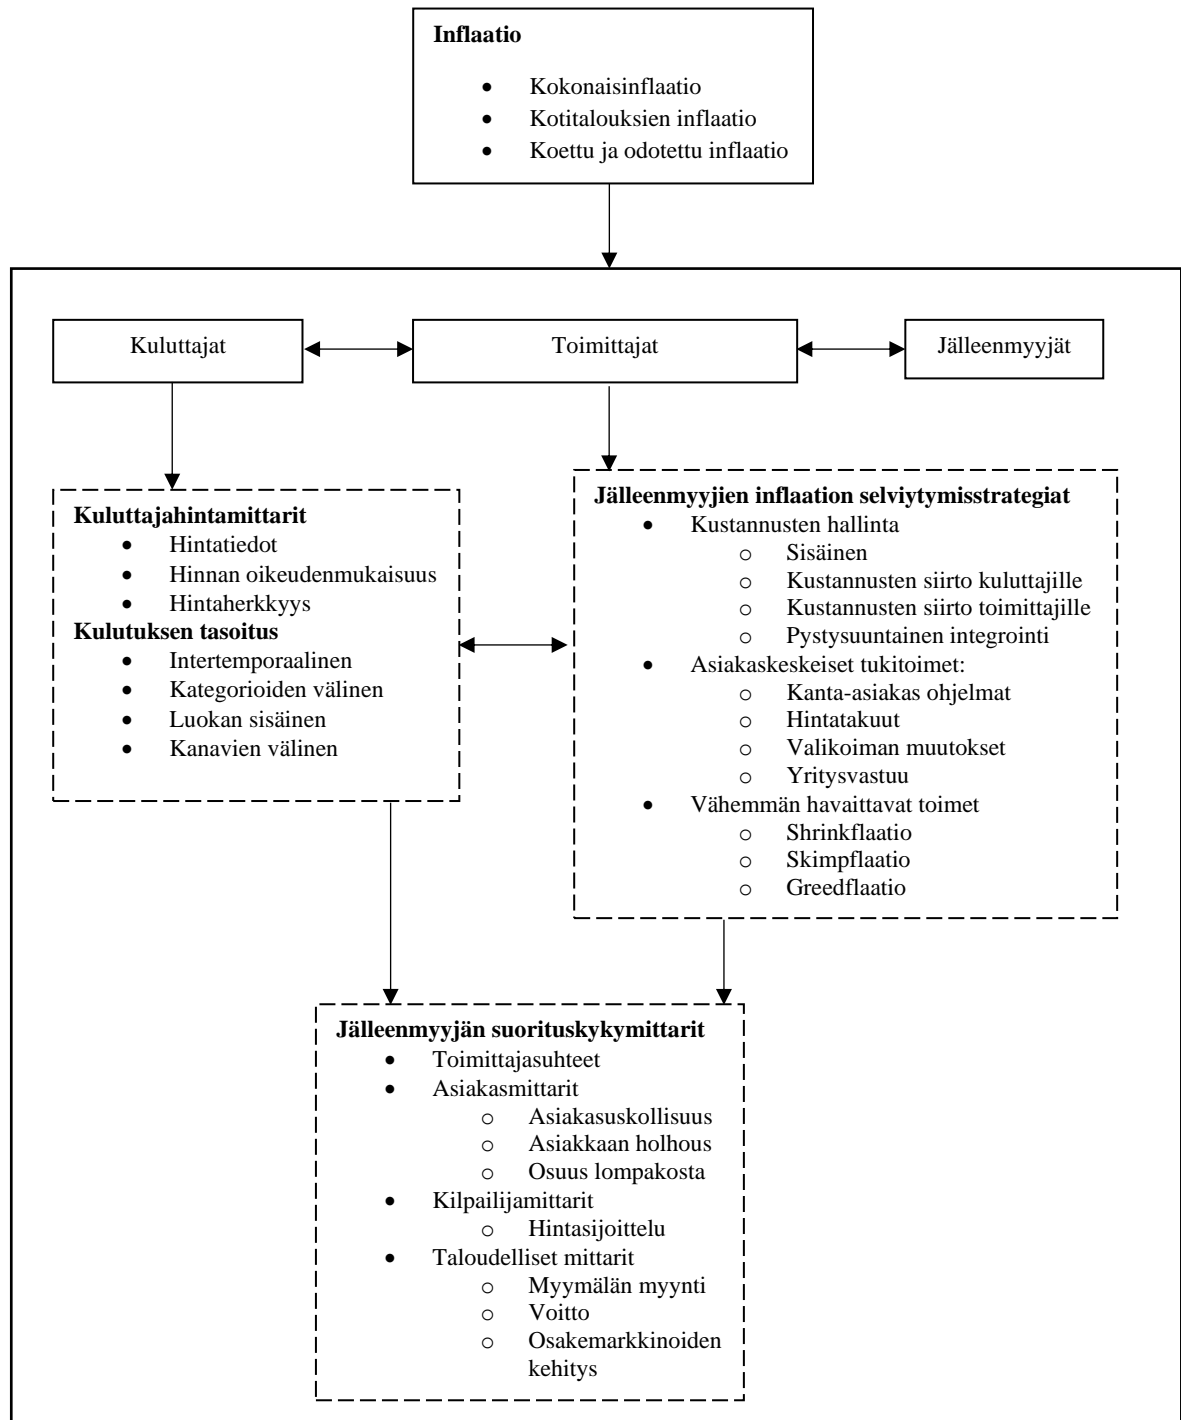 Inflaatio
• Kokonaisinflaatio
• Kotitalouksien inflaatio
• Koettu ja odotettu inflaatio
Kuluttajat
Toimittajat
Jälleenmyyjät
Kuluttajahintamittarit
• Hintatiedot
• Hinnan oikeudenmukaisuus
• Hintaherkkyys
Kulutuksen tasoitus
• Intertemporaalinen
• Kategorioiden välinen
• Luokan sisäinen
• Kanavien välinen
Jälleenmyyjien inflaation selviytymisstrategiat
• Kustannusten hallinta
o Sisäinen
o Kustannusten siirto kuluttajille
o Kustannusten siirto toimittajille
o Pystysuuntainen integrointi
• Asiakaskeskeiset tukitoimet:
o Kanta-asiakas ohjelmat
o Hintatakuut
o Valikoiman muutokset
o Yritysvastuu
• Vähemmän havaittavat toimet
o Shrinkflaatio
o Skimpflaatio
o Greedflaatio
Jälleenmyyjän suorituskykymittarit
• Toimittajasuhteet
• Asiakasmittarit
o Asiakasuskollisuus
o Asiakkaan holhous
o Osuus lompakosta
• Kilpailijamittarit
o Hintasijoittelu
• Taloudelliset mittarit
o Myymälän myynti
o Voitto
o Osakemarkkinoiden
kehitys